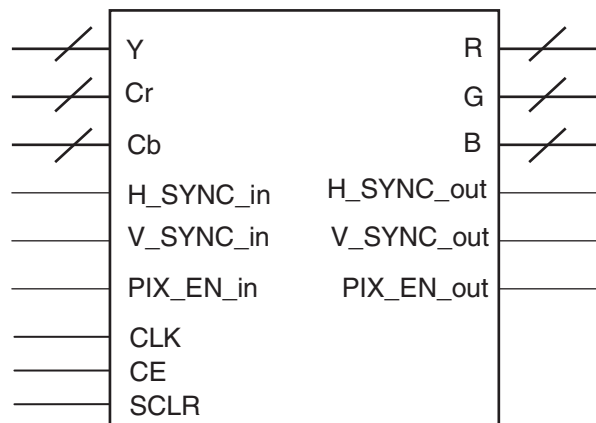 Y R
Cr G
Cb B
H_SYNC_in H_SYNC_out
V_SYNC_in V_SYNC_out
PIX_EN_in PIX_EN_out
CLK
CE
SCLR